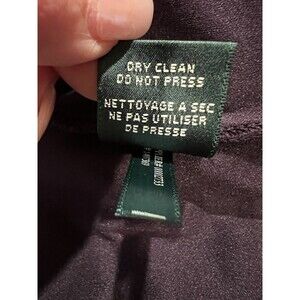 DRY CLEAN
DO NOT PRESS
NETTOYAGE A SEC
NE PAS UTILISER
DE PRESSE